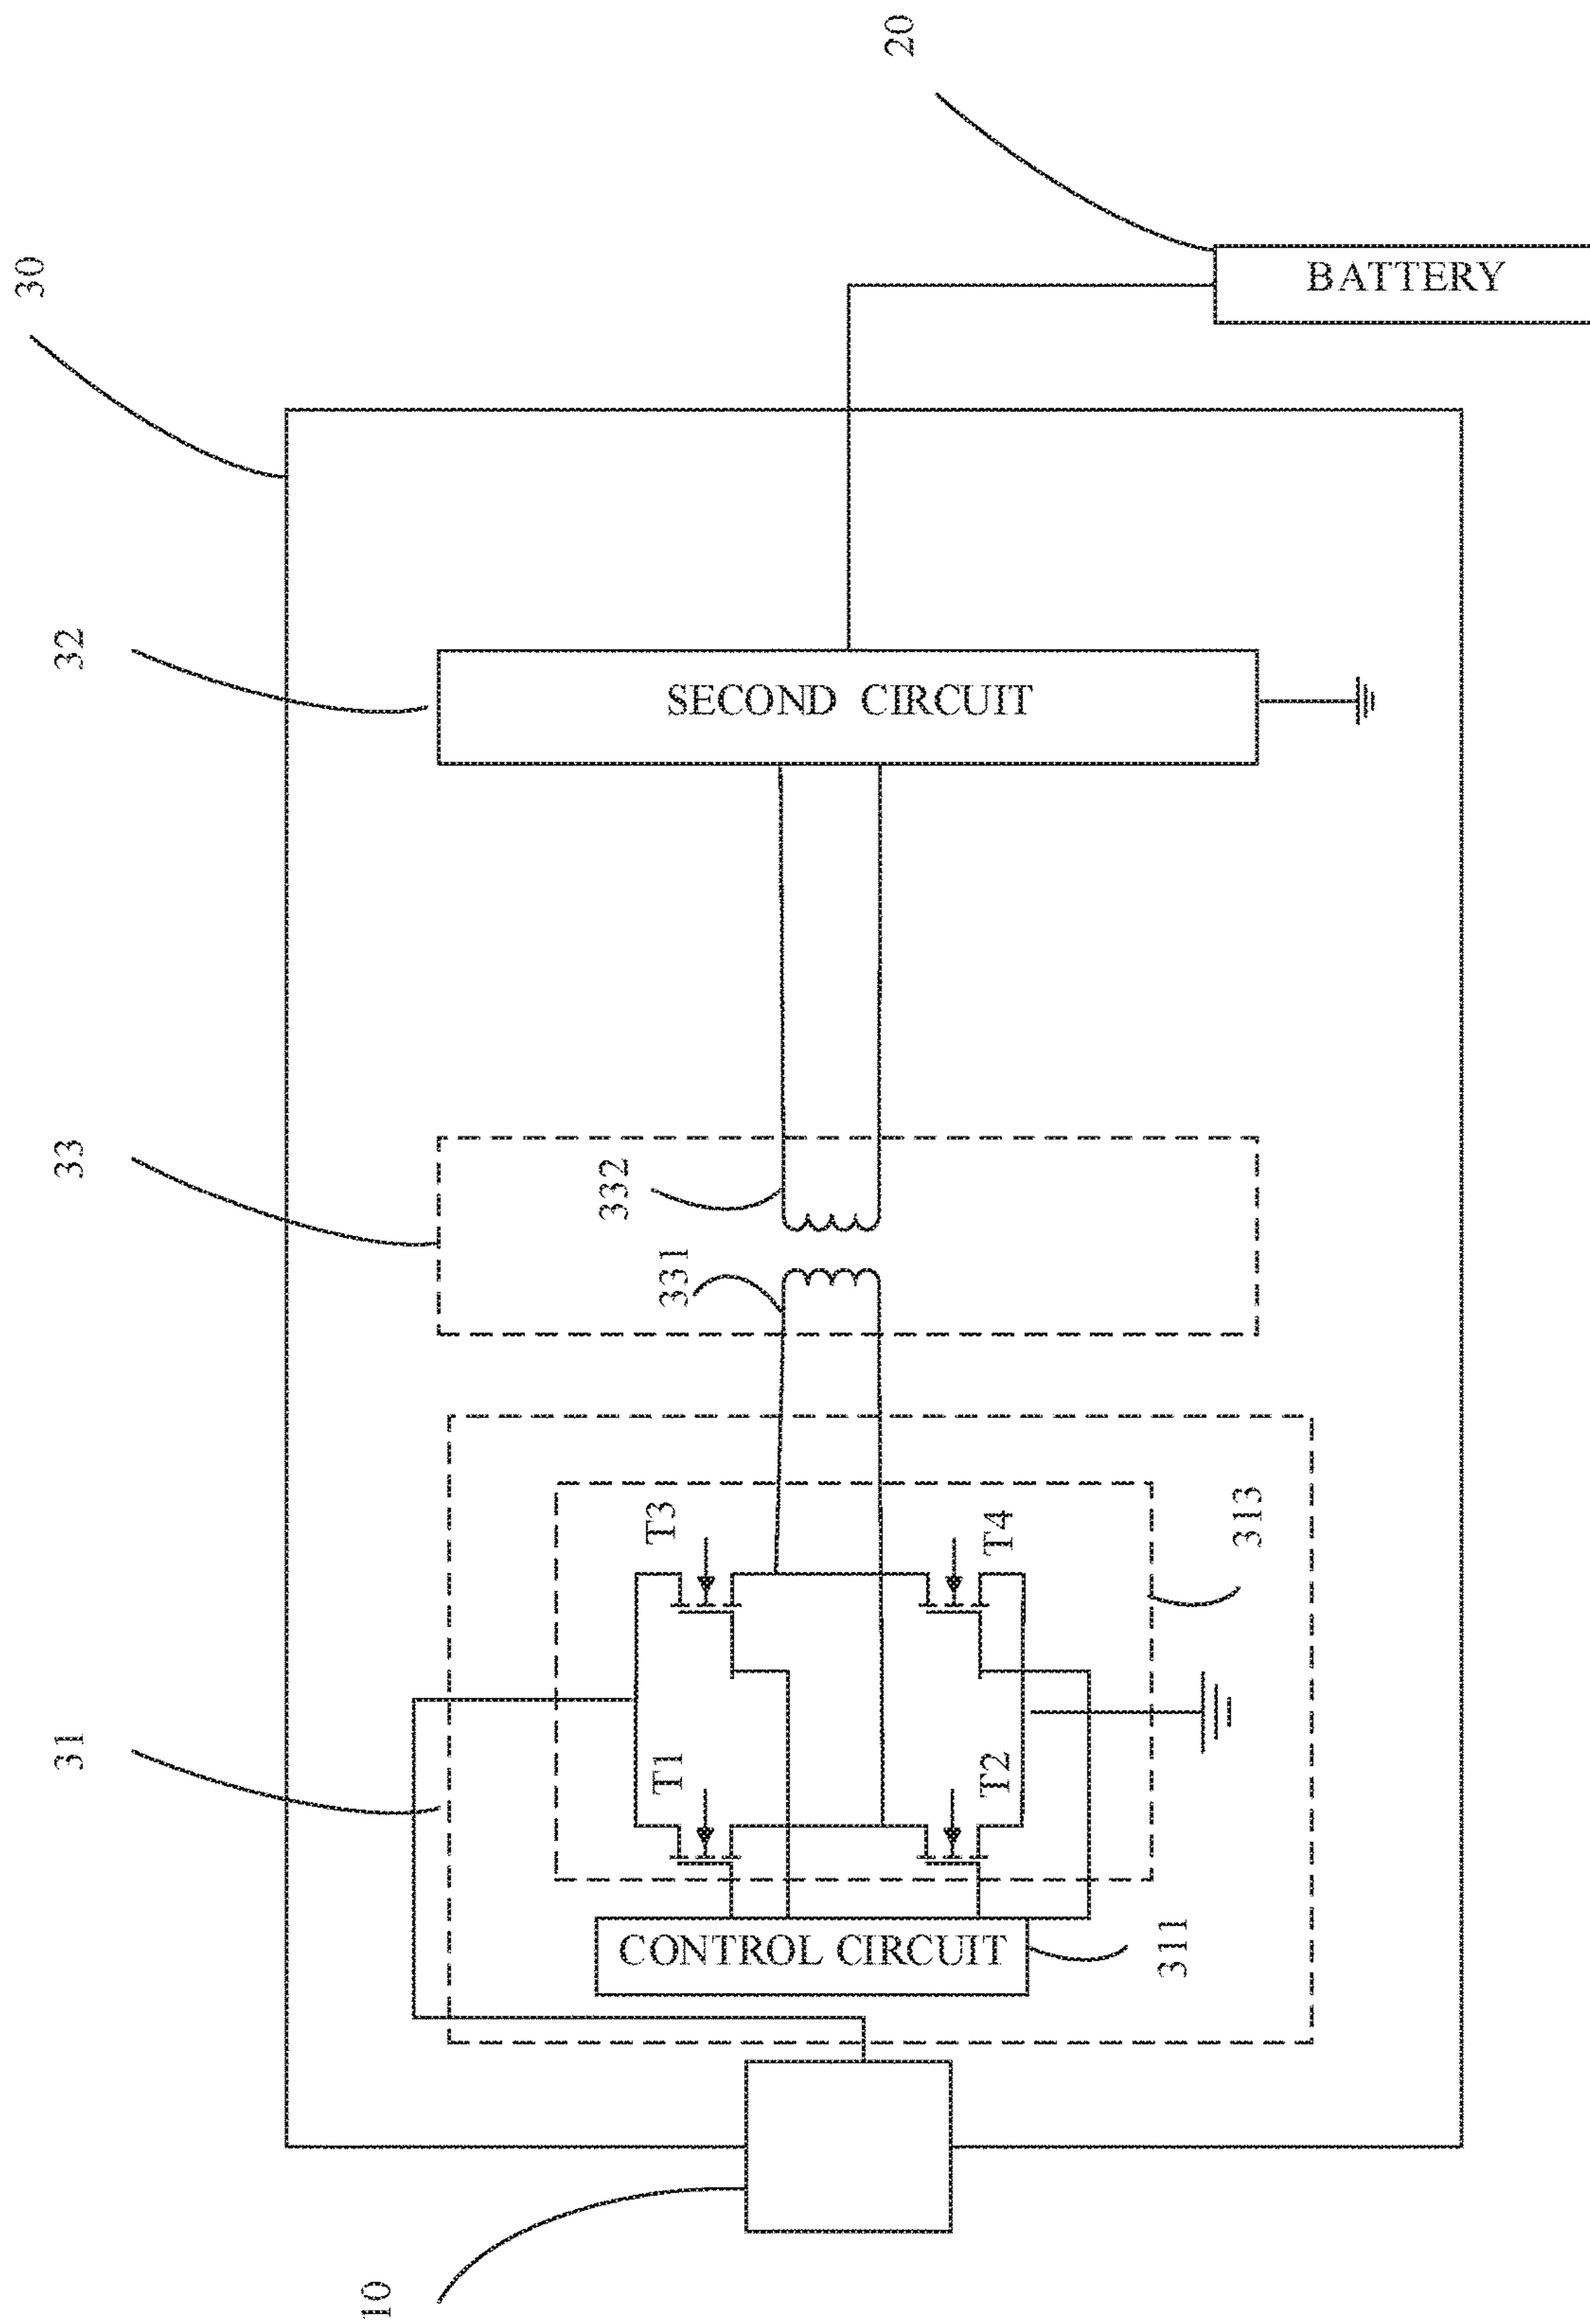 20
BATTERY
30
32
SECOND CIRCUIT
33
332
331
T3
T4
313
31
T1
T2
CONTROL CIRCUIT
311
10